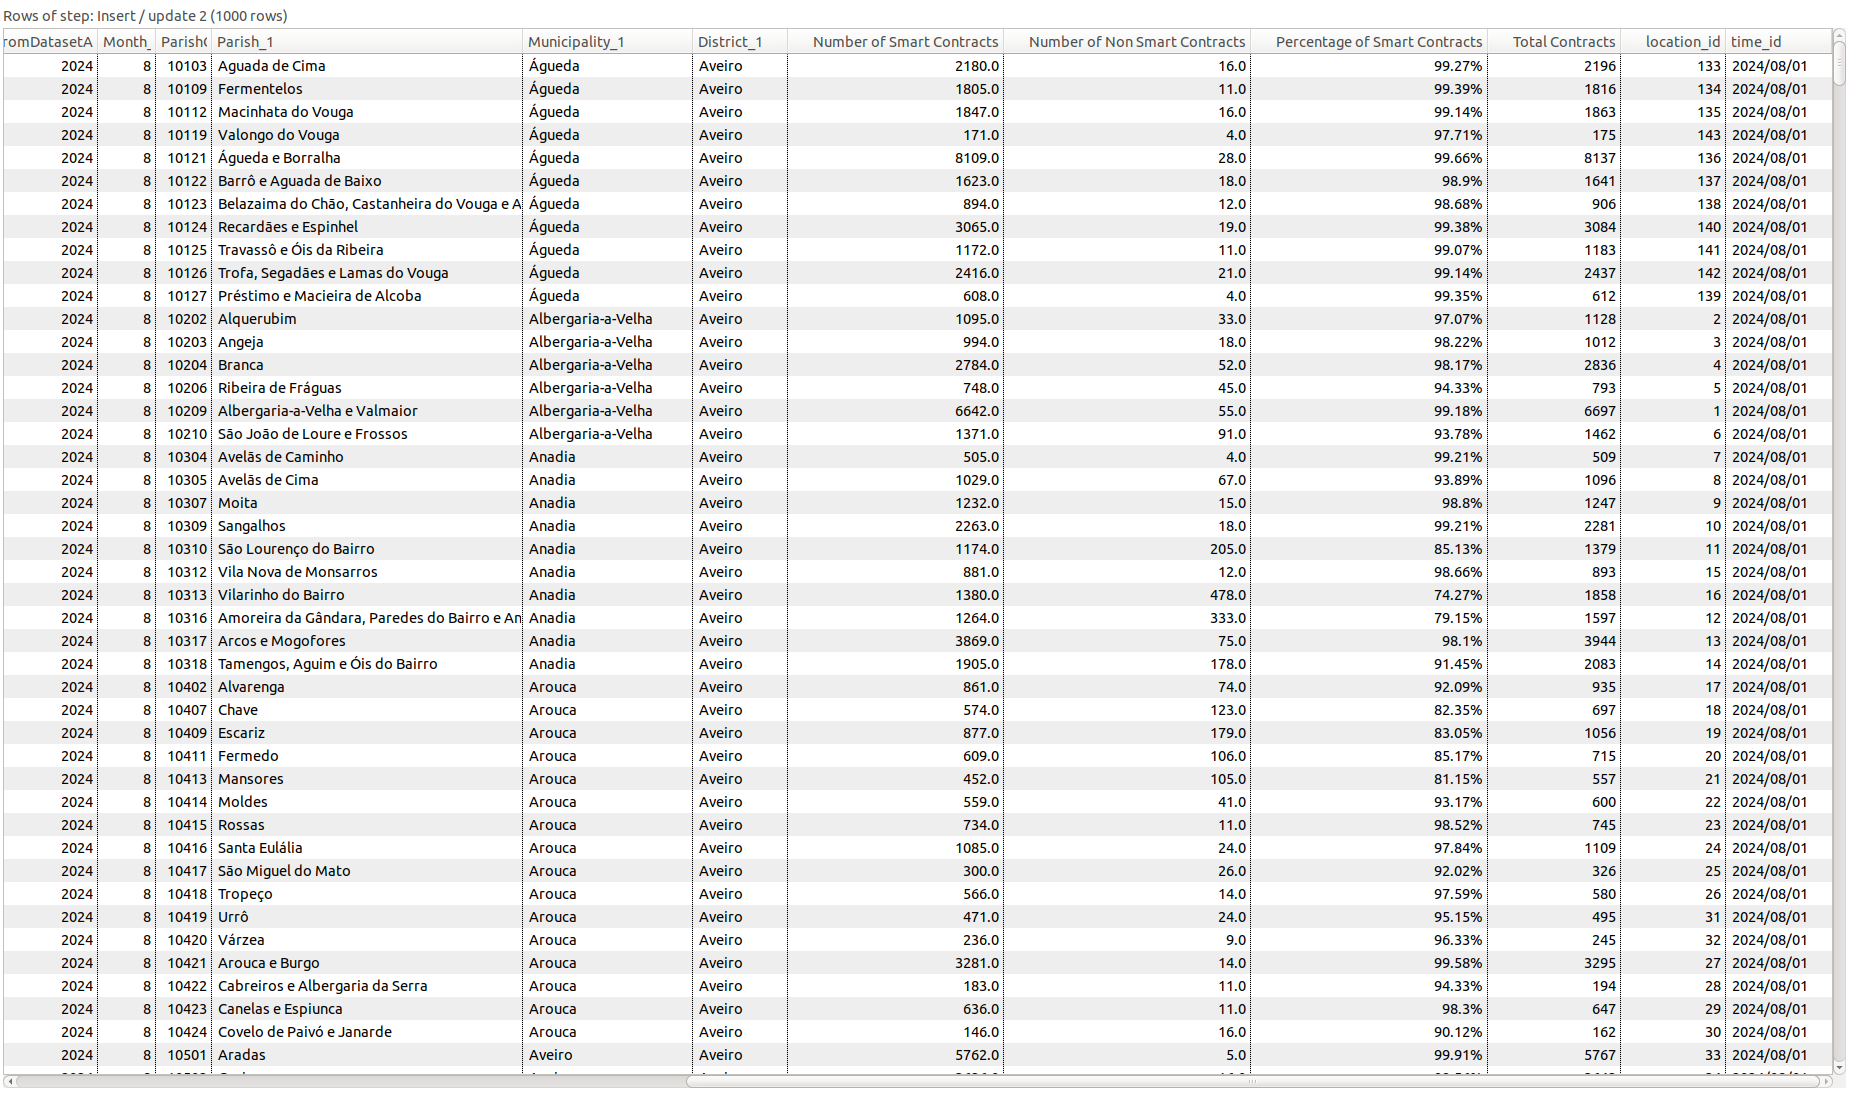 Rows of step: Insert / update 2 (1000 rows)
romDatasetA Month_ Parish Parish_1 Municipality_1 District_1 Number of Smart Contracts Number of Non Smart Contracts Percentage of Smart Contracts Total Contracts location_id time_id
2024 8 10103 Aguada de Cima Águeda Aveiro 2180.0 16.0 99.27% 2196 133 2024/08/01
2024 8 10109 Fermentelos Águeda Aveiro 1805.0 11.0 99.39% 1816 134 2024/08/01
2024 8 10112 Macinhata do Vouga Águeda Aveiro 1847.0 16.0 99.14% 1863 135 2024/08/01
2024 8 10119 Valongo do Vouga Águeda Aveiro 171.0 4.0 97.71% 175 143 2024/08/01
2024 8 10121 Águeda e Borralha Águeda Aveiro 8109.0 28.0 99.66% 8137 136 2024/08/01
2024 8 10122 Barrô e Aguada de Baixo Águeda Aveiro 1623.0 18.0 98.9% 1641 137 2024/08/01
2024 8 10123 Belazaima do Chão, Castanheira do Vouga e A Águeda Aveiro 894.0 12.0 98.68% 906 138 2024/08/01
2024 8 10124 Recardães e Espinhel Águeda Aveiro 3065.0 19.0 99.38% 3084 140 2024/08/01
2024 8 10125 Travassô e Óis da Ribeira Águeda Aveiro 1172.0 11.0 99.07% 1183 141 2024/08/01
2024 8 10126 Trofa, Segadães e Lamas do Vouga Águeda Aveiro 2416.0 21.0 99.14% 2437 142 2024/08/01
2024 8 10127 Préstimo e Macieira de Alcoba Águeda Aveiro 608.0 4.0 99.35% 612 139 2024/08/01
2024 8 10202 Alquerubim Albergaria-a-Velha Aveiro 1095.0 33.0 97.07% 1128 2 2024/08/01
2024 8 10203 Angeja Albergaria-a-Velha Aveiro 994.0 18.0 98.22% 1012 3 2024/08/01
2024 8 10204 Branca Albergaria-a-Velha Aveiro 2784.0 52.0 98.17% 2836 4 2024/08/01
2024 8 10206 Ribeira de Fráguas Albergaria-a-Velha Aveiro 748.0 45.0 94.33% 793 5 2024/08/01
2024 8 10209 Albergaria-a-Velha e Valmaior Albergaria-a-Velha Aveiro 6642.0 55.0 99.18% 6697 1 2024/08/01
2024 8 10210 São João de Loure e Frossos Albergaria-a-Velha Aveiro 1371.0 91.0 93.78% 1462 6 2024/08/01
2024 8 10304 Avelãs de Caminho Anadia Aveiro 505.0 4.0 99.21% 509 7 2024/08/01
2024 8 10305 Avelãs de Cima Anadia Aveiro 1029.0 67.0 93.89% 1096 8 2024/08/01
2024 8 10307 Moita Anadia Aveiro 1232.0 15.0 98.8% 1247 9 2024/08/01
2024 8 10309 Sangalhos Anadia Aveiro 2263.0 18.0 99.21% 2281 10 2024/08/01
2024 8 10310 São Lourenço do Bairro Anadia Aveiro 1174.0 205.0 85.13% 1379 11 2024/08/01
2024 8 10312 Vila Nova de Monsarros Anadia Aveiro 881.0 12.0 98.66% 893 15 2024/08/01
2024 8 10313 Vilarinho do Bairro Anadia Aveiro 1380.0 478.0 74.27% 1858 16 2024/08/01
2024 8 10316 Amoreira da Gândara, Paredes do Bairro e An Anadia Aveiro 1264.0 333.0 79.15% 1597 12 2024/08/01
2024 8 10317 Arcos e Mogofores Anadia Aveiro 3869.0 75.0 98.1% 3944 13 2024/08/01
2024 8 10318 Tamengos, Aguim e Óis do Bairro Anadia Aveiro 1905.0 178.0 91.45% 2083 14 2024/08/01
2024 8 10402 Alvarenga Arouca Aveiro 861.0 74.0 92.09% 935 17 2024/08/01
2024 8 10407 Chave Arouca Aveiro 574.0 123.0 82.35% 697 18 2024/08/01
2024 8 10409 Escariz Arouca Aveiro 877.0 179.0 83.05% 1056 19 2024/08/01
2024 8 10411 Fermedo Arouca Aveiro 609.0 106.0 85.17% 715 20 2024/08/01
2024 8 10413 Mansores Arouca Aveiro 452.0 105.0 81.15% 557 21 2024/08/01
2024 8 10414 Moldes Arouca Aveiro 559.0 41.0 93.17% 600 22 2024/08/01
2024 8 10415 Rossas Arouca Aveiro 734.0 11.0 98.52% 745 23 2024/08/01
2024 8 10416 Santa Eulália Arouca Aveiro 1085.0 24.0 97.84% 1109 24 2024/08/01
2024 8 10417 São Miguel do Mato Arouca Aveiro 300.0 26.0 92.02% 326 25 2024/08/01
2024 8 10418 Tropeço Arouca Aveiro 566.0 14.0 97.59% 580 26 2024/08/01
2024 8 10419 Urrô Arouca Aveiro 471.0 24.0 95.15% 495 31 2024/08/01
2024 8 10420 Várzea Arouca Aveiro 236.0 9.0 96.33% 245 32 2024/08/01
2024 8 10421 Arouca e Burgo Arouca Aveiro 3281.0 14.0 99.58% 3295 27 2024/08/01
2024 8 10422 Cabreiros e Albergaria da Serra Arouca Aveiro 183.0 11.0 94.33% 194 28 2024/08/01
2024 8 10423 Canelas e Espiunca Arouca Aveiro 636.0 11.0 98.3% 647 29 2024/08/01
2024 8 10424 Covelo de Paivó e Janarde Arouca Aveiro 146.0 16.0 90.12% 162 30 2024/08/01
2024 8 10501 Aradas Aveiro Aveiro 5762.0 5.0 99.91% 5767 33 2024/08/01